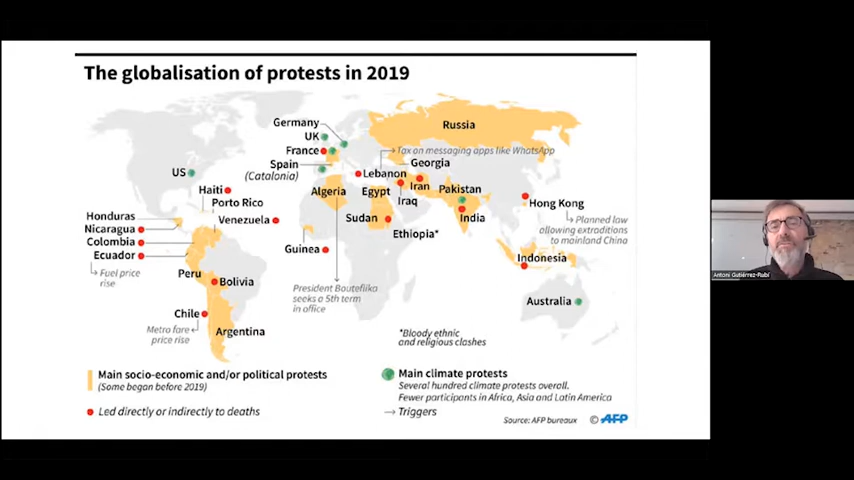 The globalisation of protests in 2019
Germany
UK
France
Spain
(Catalonia)
US
Haiti
Porto Rico
Venezuela
Honduras
Nicaragua
Colombia
Ecuador
Fuel price
rise
Peru
Bolivia
Chile
Metro fare
price rise
Argentina
Russia
Tax on messaging apps like WhatsApp
Georgia
Lebanon
Algeria
Egypt
Iran
Iraq
Pakistan
India
Sudan
Ethiopia*
Guinea
President Bouteflika
seeks a 5th term
in office
Hong Kong
Planned law
allowing extraditions
to mainland China
Indonesia
Australia
*Bloody ethnic
and religious clashes
Main socio-economic and/or political protests
(Some began before 2019)
Led directly or indirectly to deaths
Main climate protests
Several hundred climate protests overall.
Fewer participants in Africa, Asia and Latin America
Triggers
Source: AFP bureaux © AFP
Antoni Gutiérrez-Rubí